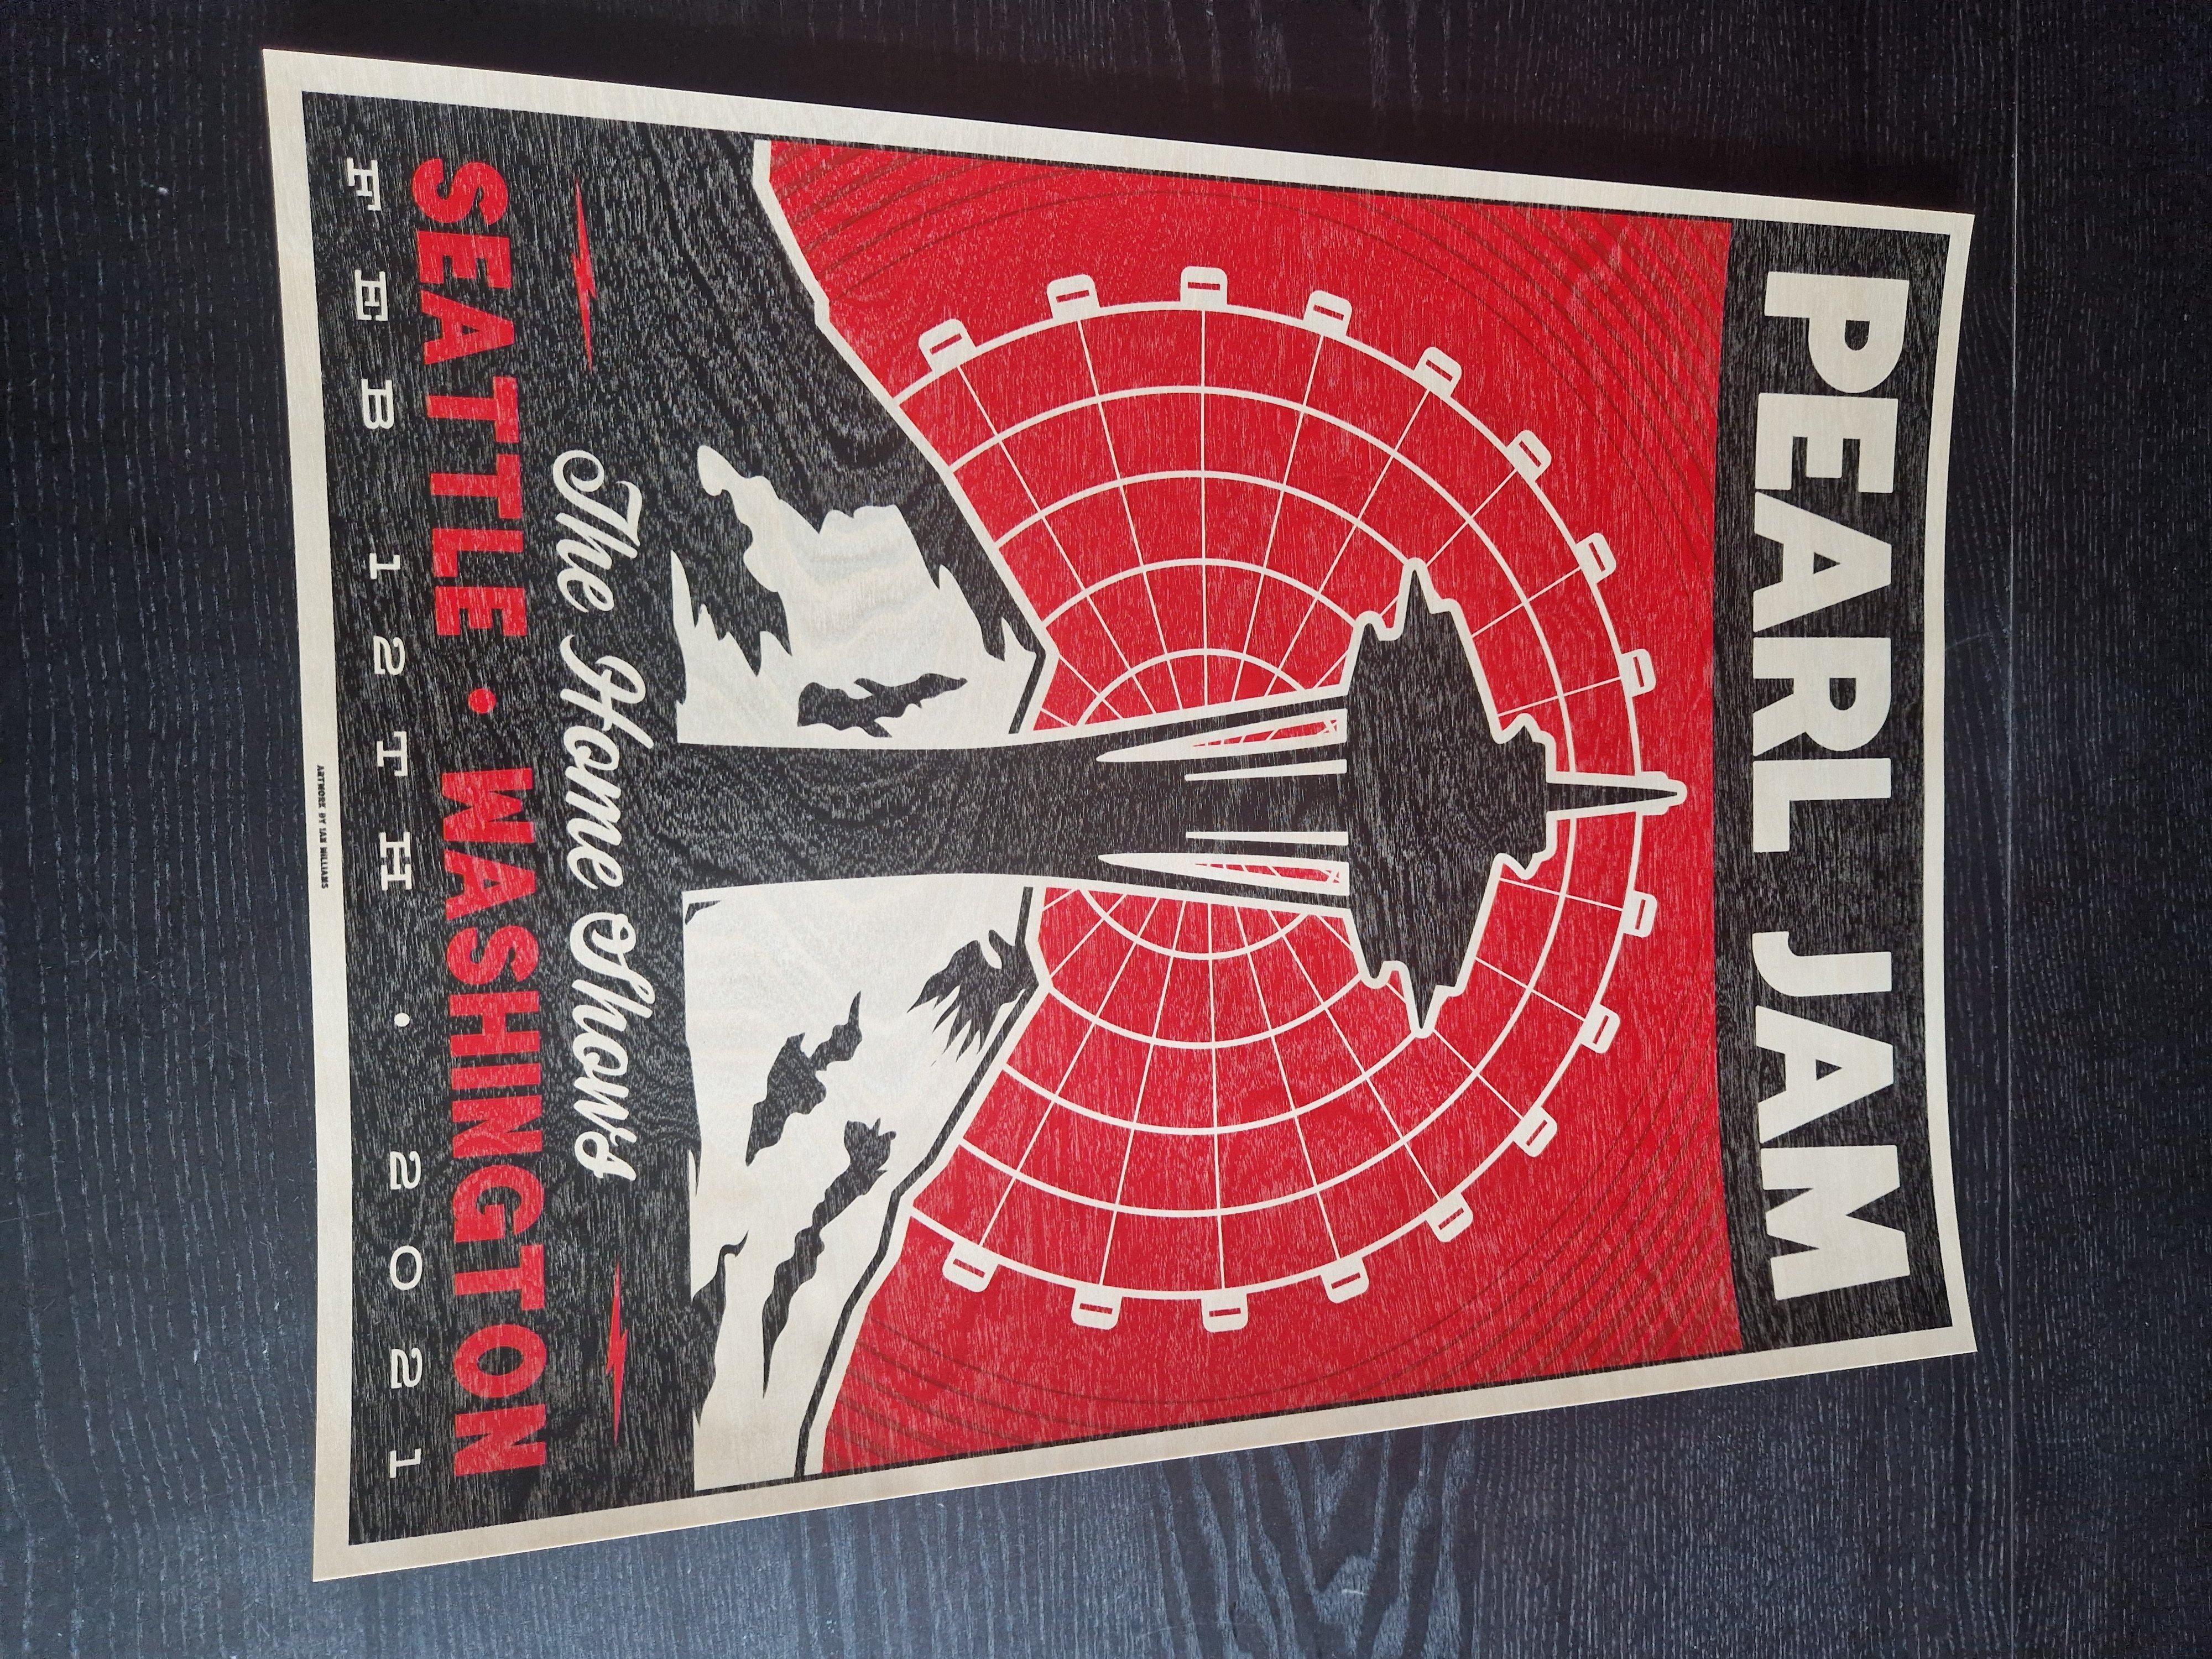 PEARL JAM
The Home Shows
SEATTLE • WASHINGTON
FEB 12TH • 2021
ARTWORK BY IAN WILLIAMS